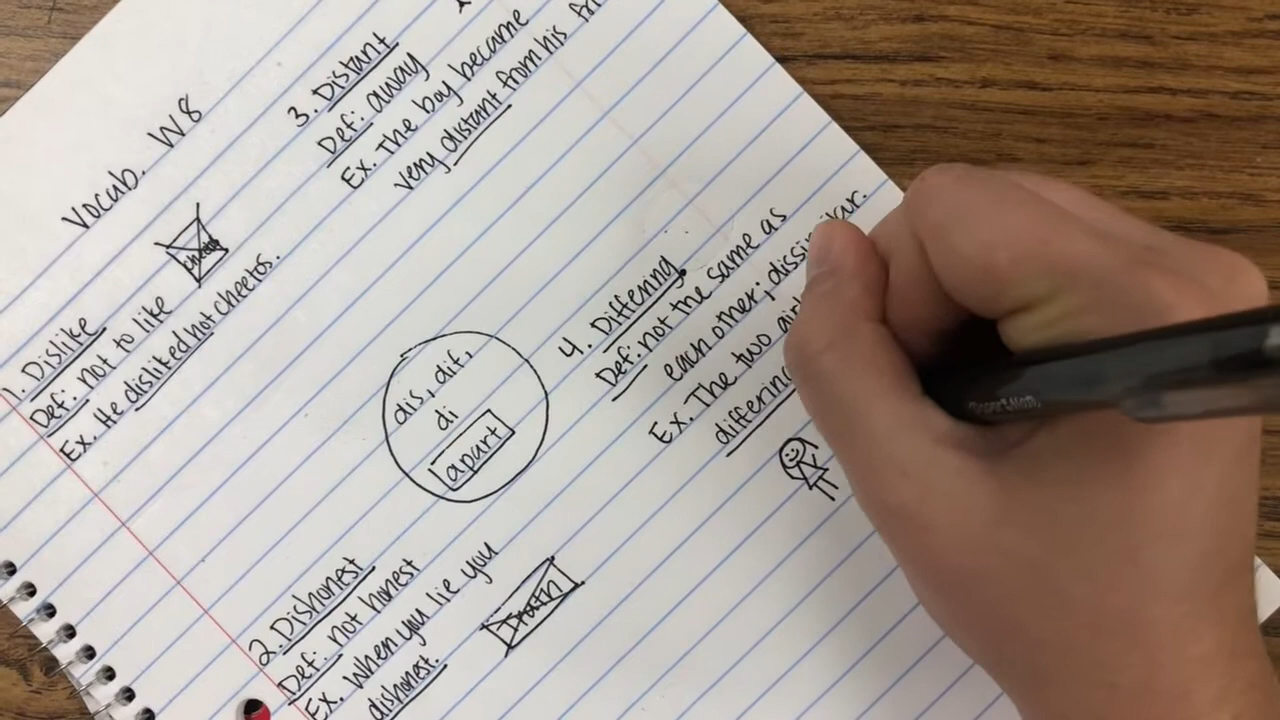 Vocab. W8
1. Dislike
Def: not to like
Ex. He disliked hot cheetos.
cheetos
3. Distant
Def: away
Ex. The boy became
very distant from his
dis, dif,
di
apart
2. Dishonest
Def: not honest
Ex. When you lie you
dishonest.
Truth
4. Differing
Def: not the same as
each other; dissimilar.
Ex. The two
differing